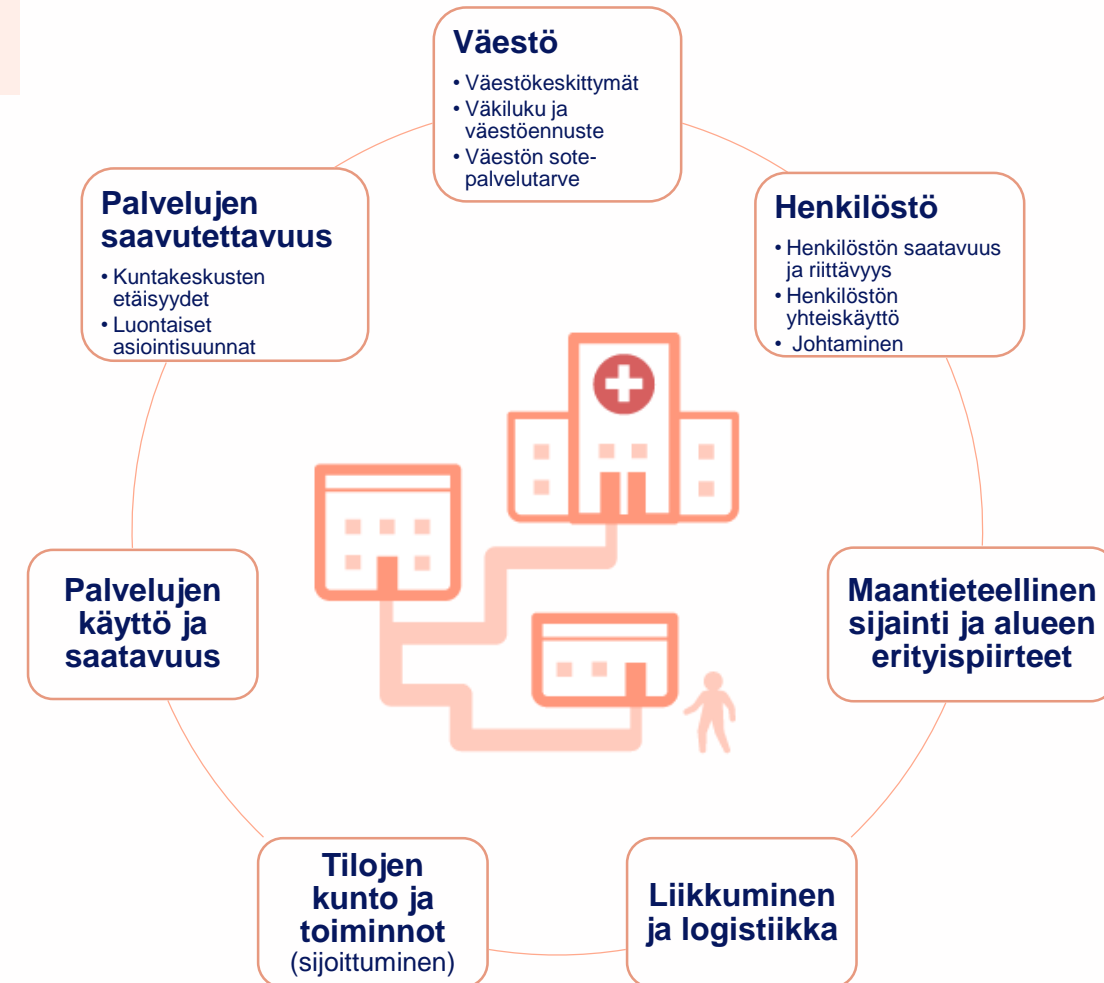 Väestö
• Väestökeskittymät
• Väkiluku ja
väestöennuste
• Väestön sote-
palvelutarve
Henkilöstö
• Henkilöstön saatavuus
ja riittävyys
• Henkilöstön
yhteiskäyttö
• Johtaminen
Maantieteellinen
sijainti ja alueen
erityispiirteet
Liikkuminen
ja logistiikka
Tilojen
kunto ja
toiminnot
(sijoittuminen)
Palvelujen
käyttö ja
saatavuus
Palvelujen
saavutettavuus
• Kuntakeskusten
etäisyydet
• Luontaiset
asiointisuunnat